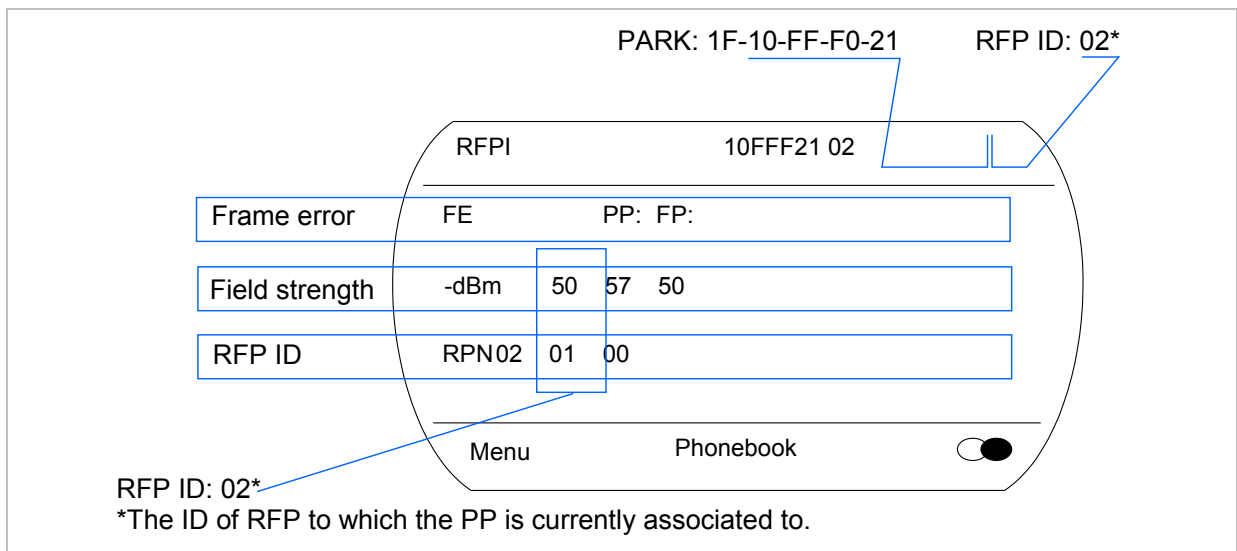 PARK: 1F-10-FF-F0-21 RFP ID: 02*
RFPI 10FFF21 02
Frame error FE PP: FP:
Field strength -dBm 50 57 50
RFP ID RPN02 01 00
Menu Phonebook
RFP ID: 02*
*The ID of RFP to which the PP is currently associated to.